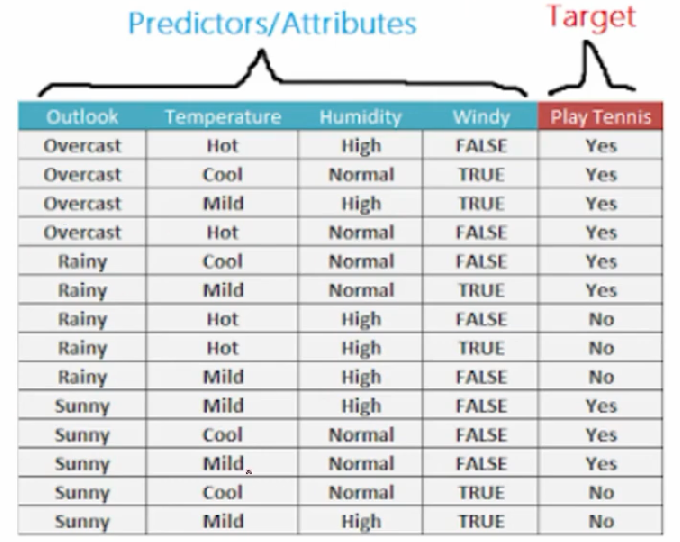 Predictors/Attributes Target
Outlook Temperature Humidity Windy Play Tennis
Overcast Hot High FALSE Yes
Overcast Cool Normal TRUE Yes
Overcast Mild High TRUE Yes
Overcast Hot Normal FALSE Yes
Rainy Cool Normal FALSE Yes
Rainy Mild Normal TRUE Yes
Rainy Hot High FALSE No
Rainy Hot High TRUE No
Rainy Mild High FALSE No
Sunny Mild High FALSE Yes
Sunny Cool Normal FALSE Yes
Sunny Mild Normal FALSE Yes
Sunny Cool Normal TRUE No
Sunny Mild High TRUE No